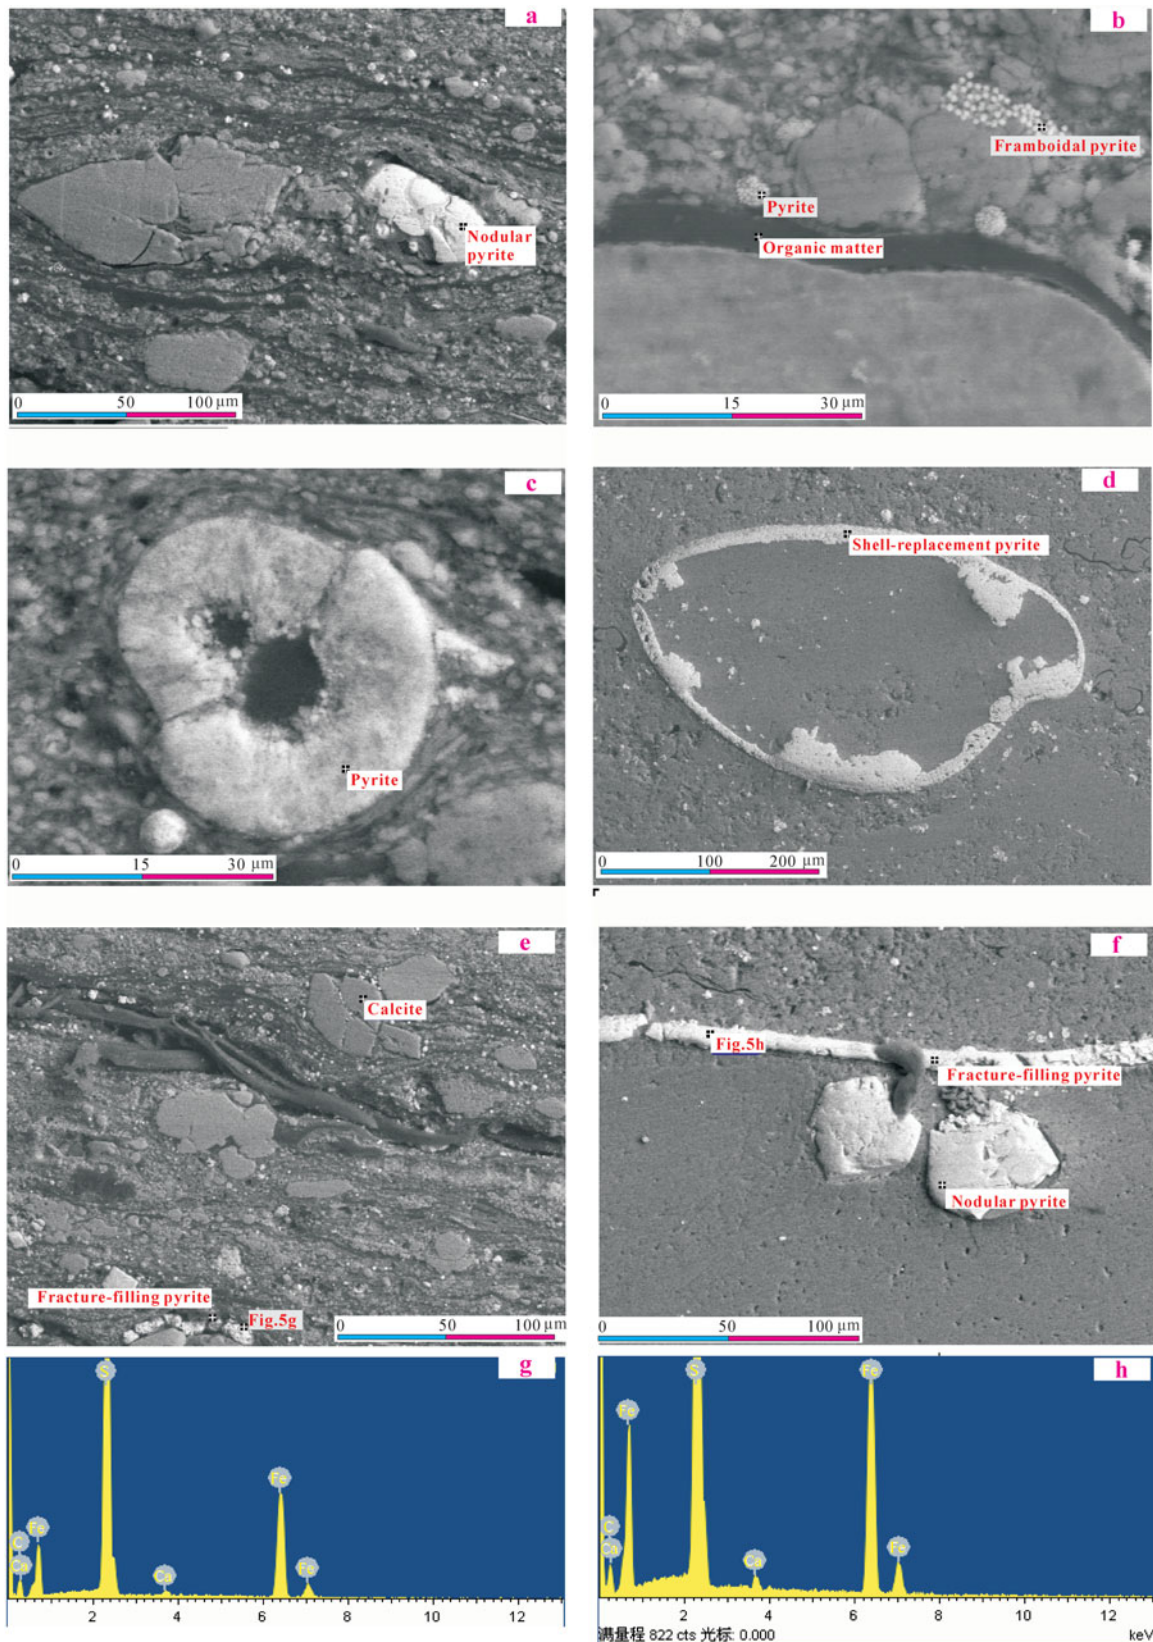 a
Nodular
pyrite
0 50 100 μm
b
Framboidal pyrite
Pyrite
Organic matter
0 15 30 μm
c
Pyrite
0 15 30 μm
d
Shell-replacement pyrite
0 100 200 μm
e
Calcite
Fracture-filling pyrite
Fig.5g
0 50 100 μm
f
Fig.5h
Fracture-filling pyrite
Nodular pyrite
0 50 100 μm
g
S
Fe
C
Fe
Ca
Ca
Fe
2 4 6 8 10 12
h
S
Fe
Fe
C
Ca
Ca
Fe
2 4 6 8 10 12
满量程 822 cts 光标: 0.000 keV